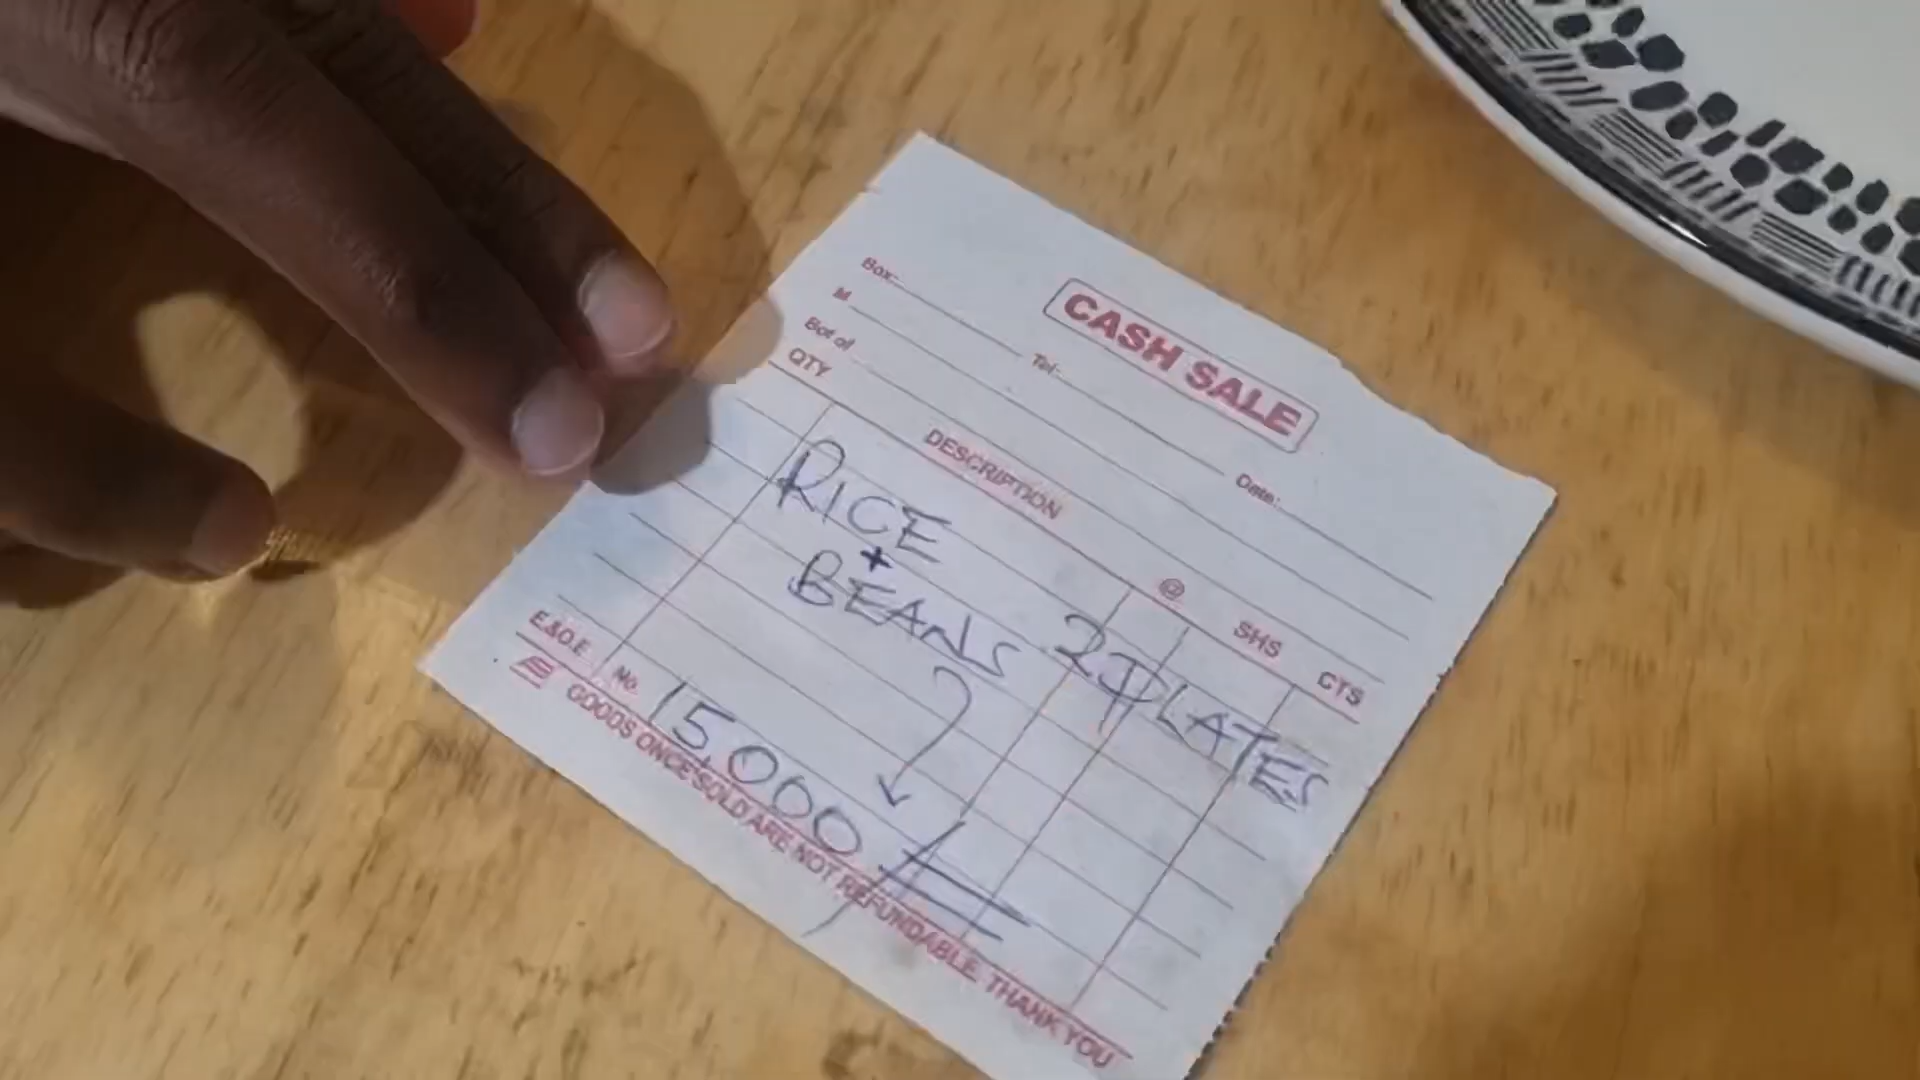 CASH SALE
Box: Tel: Date:
M
Bot of
QTY DESCRIPTION @ SHS CTS
RICE
+
BEANS 2 PLATES
15,000/=
E.&O.E No.
GOODS ONCE SOLD ARE NOT REFUNDABLE. THANK YOU